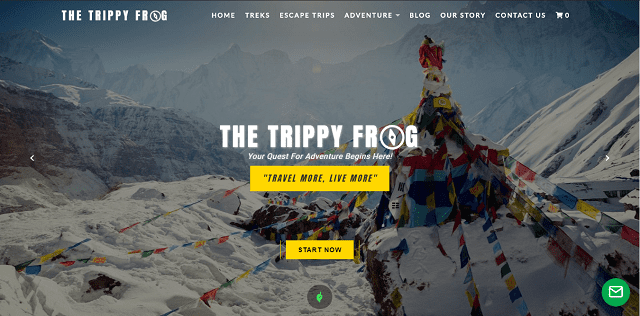 THE TRIPPY FROG
HOME TREKS ESCAPE TRIPS ADVENTURE BLOG OUR STORY CONTACT US 0
THE TRIPPY FROG
Your Quest For Adventure Begins Here!
"TRAVEL MORE, LIVE MORE"
START NOW